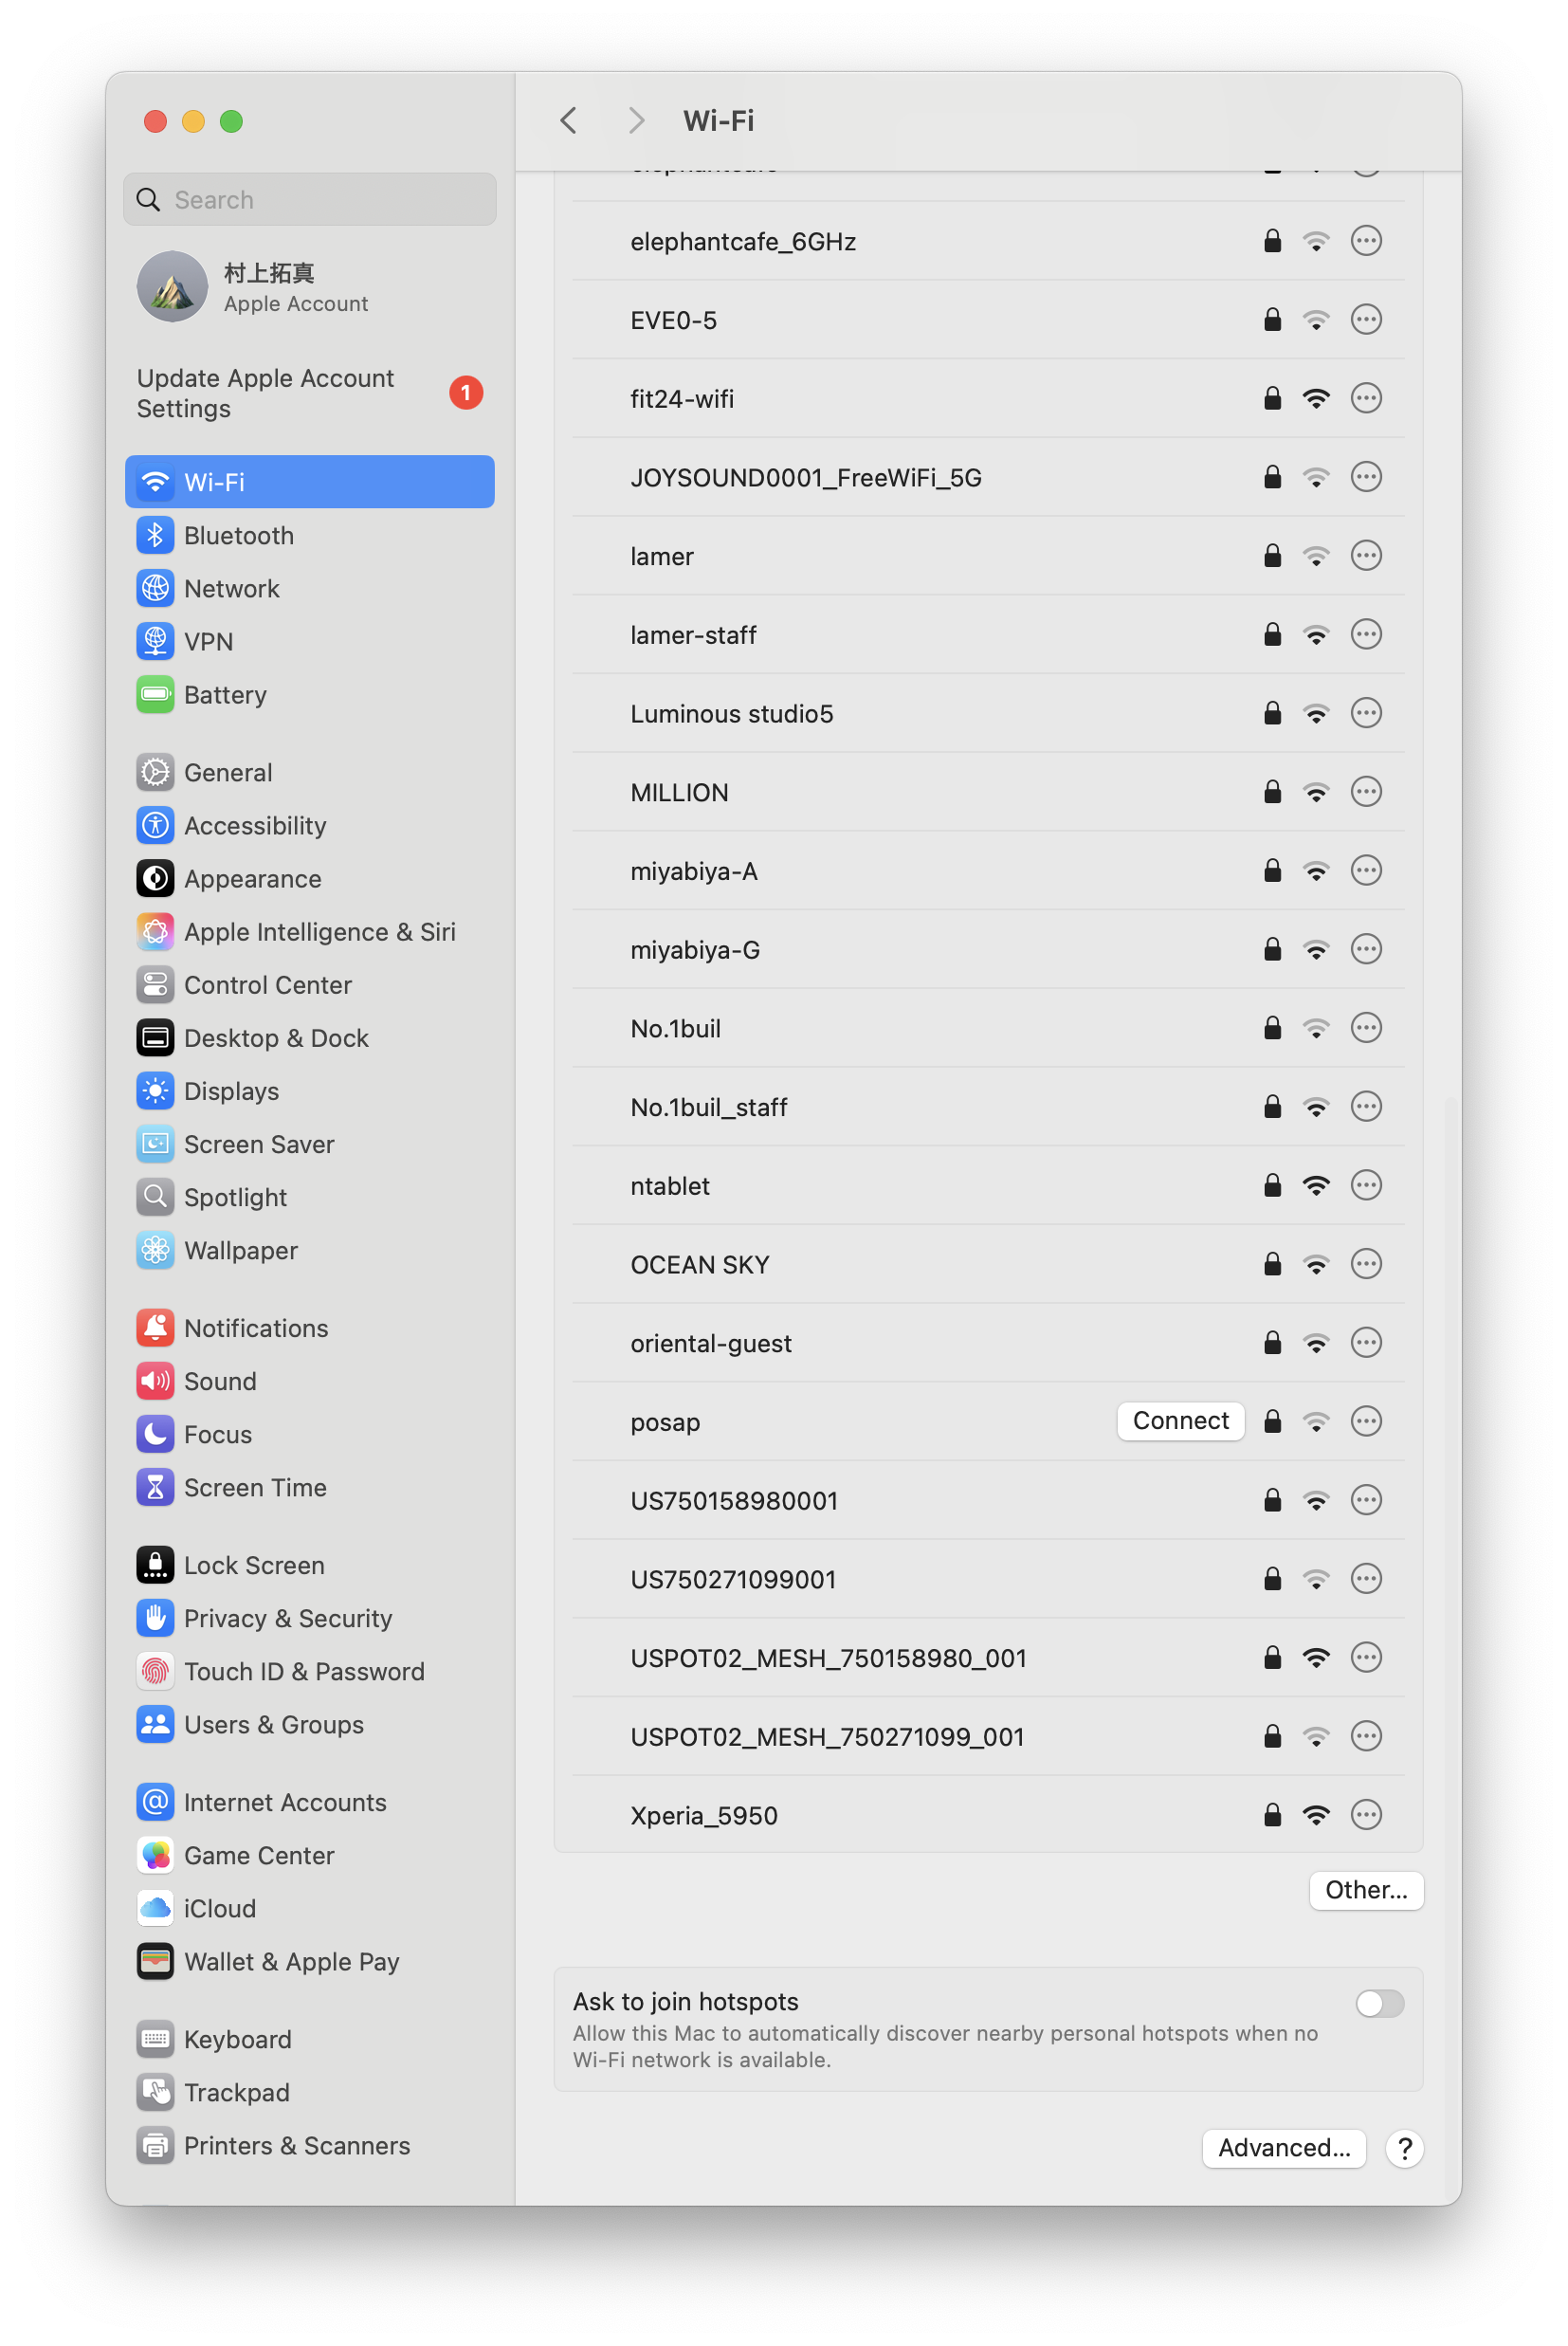 Wi-Fi
Search
村上拓真
Apple Account
Update Apple Account
Settings
1
Wi-Fi
Bluetooth
Network
VPN
Battery
General
Accessibility
Appearance
Apple Intelligence & Siri
Control Center
Desktop & Dock
Displays
Screen Saver
Spotlight
Wallpaper
Notifications
Sound
Focus
Screen Time
Lock Screen
Privacy & Security
Touch ID & Password
Users & Groups
Internet Accounts
Game Center
iCloud
Wallet & Apple Pay
Keyboard
Trackpad
Printers & Scanners
elephantcafe
elephantcafe_6GHz
EVE0-5
fit24-wifi
JOYSOUND0001_FreeWiFi_5G
lamer
lamer-staff
Luminous studio5
MILLION
miyabiya-A
miyabiya-G
No.1buil
No.1buil_staff
ntablet
OCEAN SKY
oriental-guest
posap Connect
US750158980001
US750271099001
USPOT02_MESH_750158980_001
USPOT02_MESH_750271099_001
Xperia_5950
Other...
Ask to join hotspots
Allow this Mac to automatically discover nearby personal hotspots when no
Wi-Fi network is available.
Advanced... ?